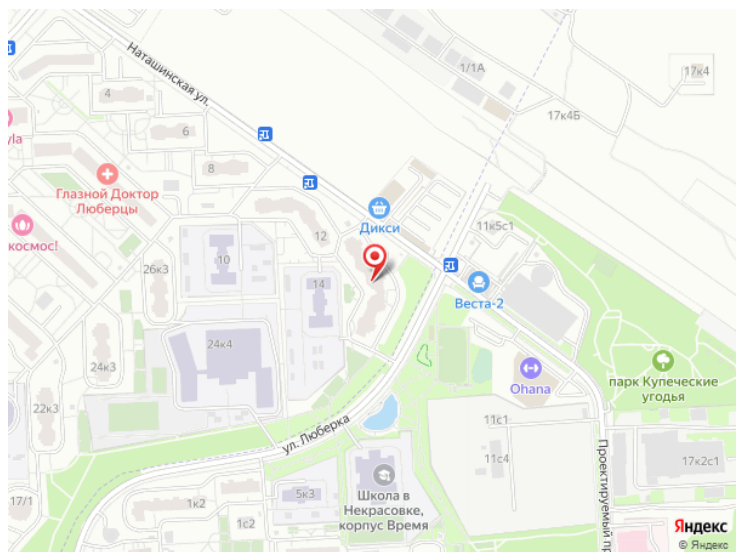 Наташинская ул.
1/1А
17к4
4
17к4Б
yla
6
8
Глазной Доктор
Люберцы
Дикси
11к5с1
космос!
12
10
26к3
14
Веста-2
24к4
24к3
Ohana
парк Купеческие
угодья
22к3
ул. Люберка
11с1
11с4
Проектируемый пр
17к2с1
Школа в
Некрасовке,
корпус Время
17/1
5к3
1к2
1с2
Яндекс
© Яндекс